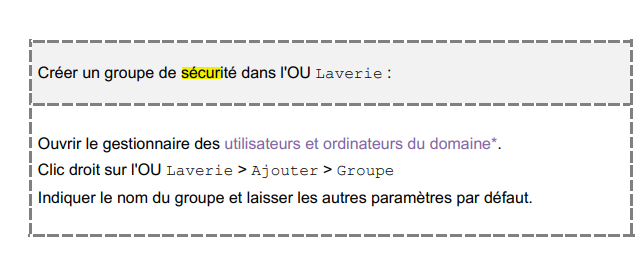 Créer un groupe de sécurité dans l'OU Laverie :
Ouvrir le gestionnaire des utilisateurs et ordinateurs du domaine*.
Clic droit sur l'OU Laverie > Ajouter > Groupe
Indiquer le nom du groupe et laisser les autres paramètres par défaut.